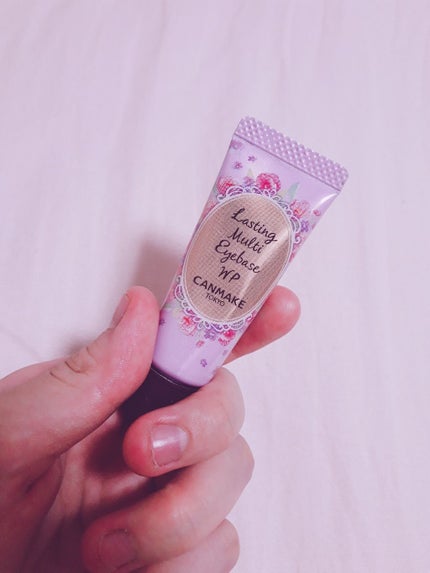 Lasting
Multi
Eyebase
WP
CANMAKE
TOKYO